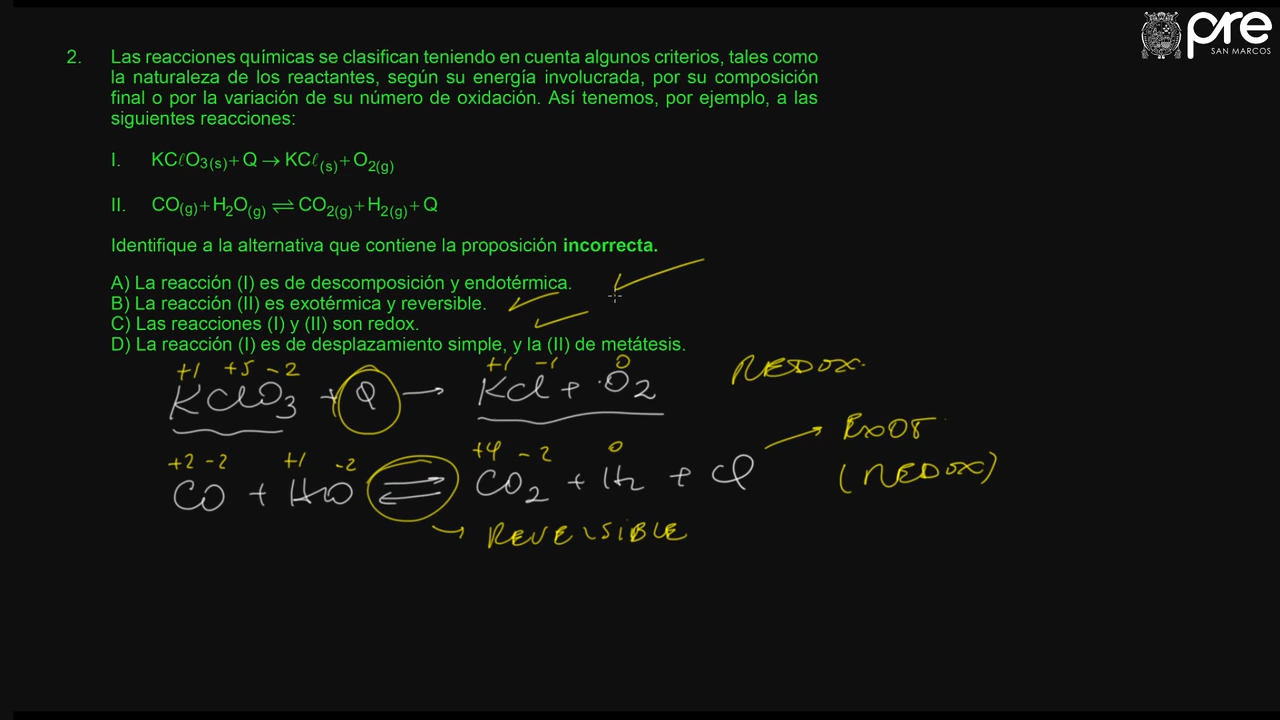 pre
SAN MARCOS
2. Las reacciones químicas se clasifican teniendo en cuenta algunos criterios, tales como
la naturaleza de los reactantes, según su energía involucrada, por su composición
final o por la variación de su número de oxidación. Así tenemos, por ejemplo, a las
siguientes reacciones:
I. KCℓO3(s) + Q → KCℓ(s) + O2(g)
II. CO(g) + H2O(g) ⇌ CO2(g) + H2(g) + Q
Identifique a la alternativa que contiene la proposición incorrecta.
A) La reacción (I) es de descomposición y endotérmica.
B) La reacción (II) es exotérmica y reversible.
C) Las reacciones (I) y (II) son redox.
D) La reacción (I) es de desplazamiento simple, y la (II) de metátesis.
+1 +5 -2 +1 -1 0
KClO3 + Q → KCl + O2 REDOX.
+2 -2 +1 -2 +4 -2 0
CO + H2O ⇌ CO2 + H2 + Q → EXOT
(REDOX)
→ REVERSIBLE